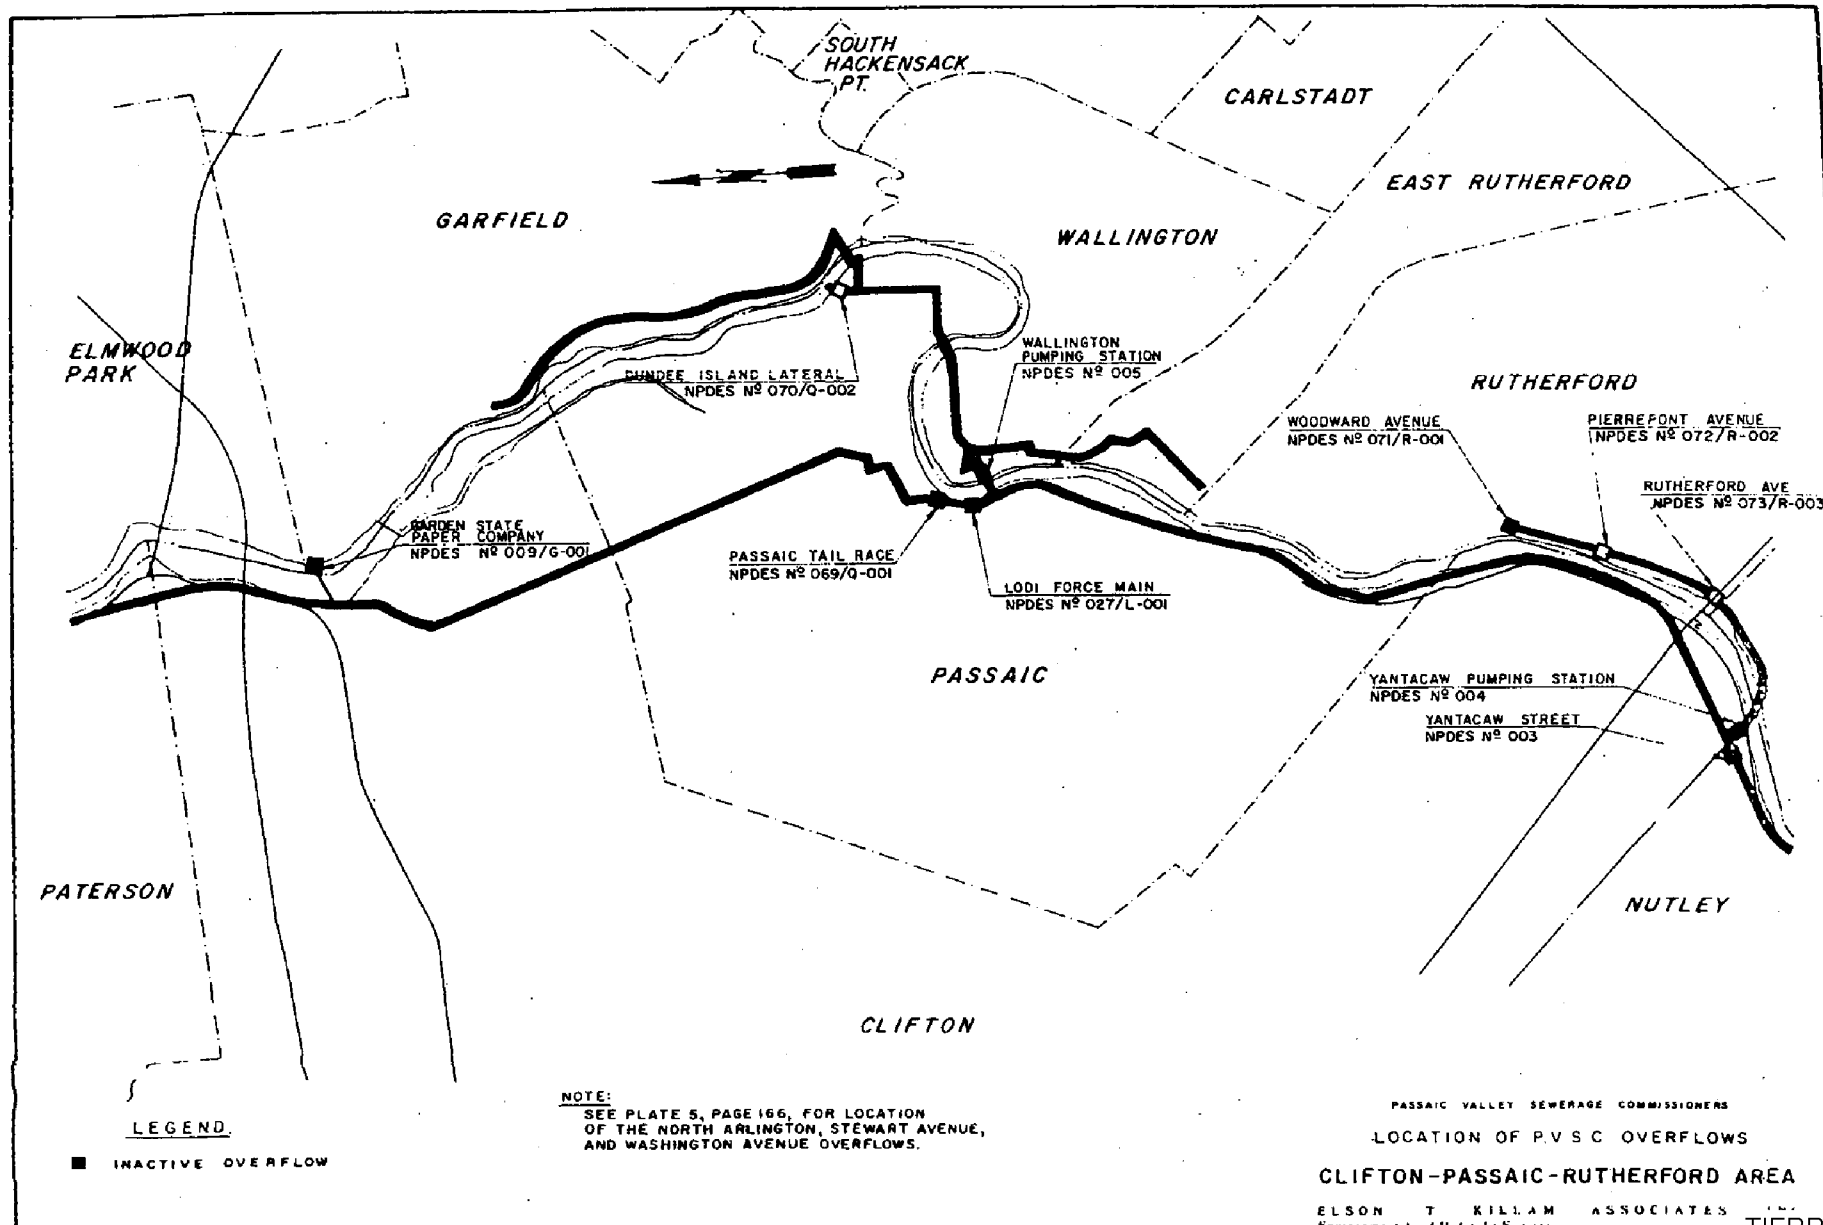 SOUTH
HACKENSACK
PT.
CARLSTADT
EAST RUTHERFORD
GARFIELD
WALLINGTON
ELMWOOD
PARK
WALLINGTON
PUMPING STATION
NPDES Nº 005
DUNDEE ISLAND LATERAL
NPDES Nº 070/Q-002
RUTHERFORD
WOODWARD AVENUE
NPDES Nº 071/R-001
PIERREPONT AVENUE
NPDES Nº 072/R-002
RUTHERFORD AVE
NPDES Nº 073/R-003
GARDEN STATE
PAPER COMPANY
NPDES Nº 009/G-001
PASSAIC TAIL RACE
NPDES Nº 069/Q-001
LODI FORCE MAIN
NPDES Nº 027/L-001
PASSAIC
YANTACAW PUMPING STATION
NPDES Nº 004
YANTACAW STREET
NPDES Nº 003
PATERSON
NUTLEY
CLIFTON
LEGEND.
INACTIVE OVERFLOW
NOTE:
SEE PLATE 5, PAGE 166, FOR LOCATION
OF THE NORTH ARLINGTON, STEWART AVENUE,
AND WASHINGTON AVENUE OVERFLOWS.
PASSAIC VALLEY SEWERAGE COMMISSIONERS
LOCATION OF P.V S C OVERFLOWS
CLIFTON-PASSAIC-RUTHERFORD AREA
ELSON T. KILLAM ASSOCIATES